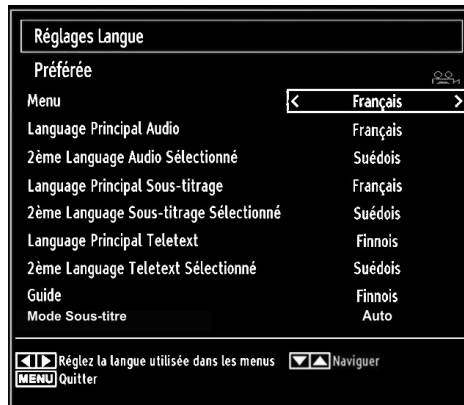 Réglages Langue
Préférée
Menu < Français >
Language Principal Audio Français
2ème Language Audio Sélectionné Suédois
Language Principal Sous-titrage Français
2ème Language Sous-titrage Sélectionné Suédois
Language Principal Teletext Finnois
2ème Language Teletext Sélectionné Suédois
Guide Finnois
Mode Sous-titre Auto
Réglez la langue utilisée dans les menus Naviguer
MENU Quitter